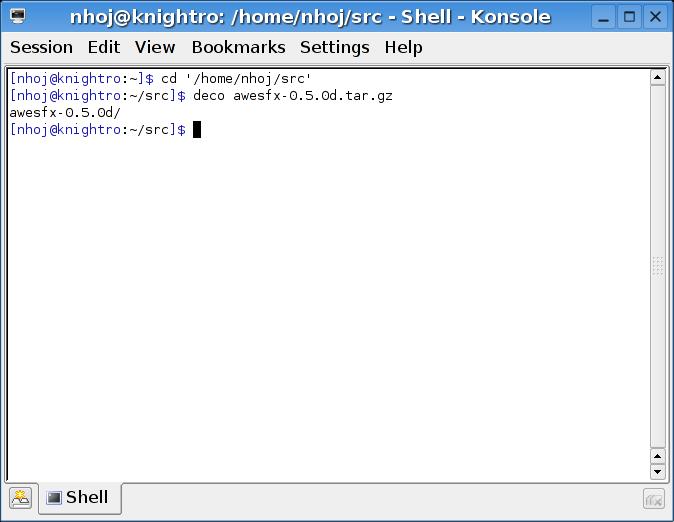 nhoj@knightro: /home/nhoj/src - Shell - Konsole
Session Edit View Bookmarks Settings Help
[nhoj@knightro:~]$ cd '/home/nhoj/src'
[nhoj@knightro:~/src]$ deco awesfx-0.5.0d.tar.gz
awesfx-0.5.0d/
[nhoj@knightro:~/src]$
Shell